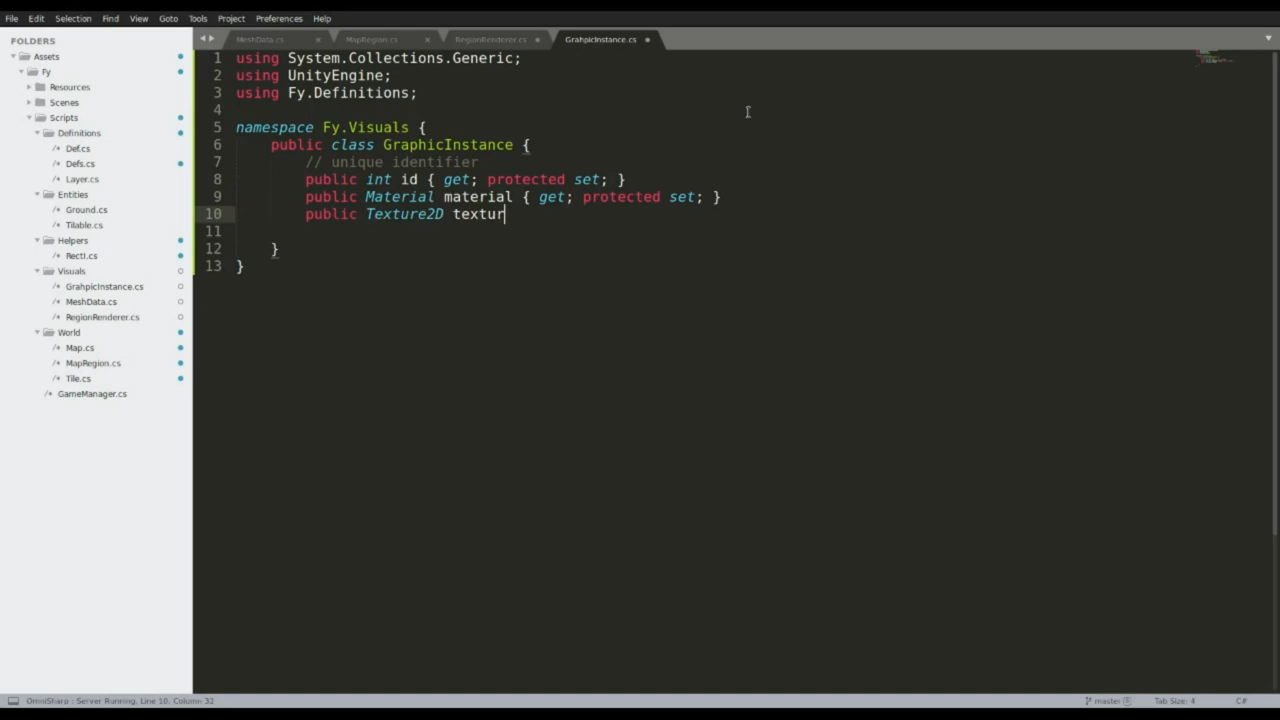 File Edit Selection Find View Goto Tools Project Preferences Help
FOLDERS
Assets
Fy
Resources
Scenes
Scripts
Definitions
/* Def.cs
/* Defs.cs
/* Layer.cs
Entities
/* Ground.cs
/* Tilable.cs
Helpers
/* RectI.cs
Visuals
/* GrahpicInstance.cs
/* MeshData.cs
/* RegionRenderer.cs
World
/* Map.cs
/* MapRegion.cs
/* Tile.cs
/* GameManager.cs
MeshData.cs MapRegion.cs RegionRenderer.cs GrahpicInstance.cs
1 using System.Collections.Generic;
2 using UnityEngine;
3 using Fy.Definitions;
4
5 namespace Fy.Visuals {
6 public class GraphicInstance {
7 // unique identifier
8 public int id { get; protected set; }
9 public Material material { get; protected set; }
10 public Texture2D textur
11
12 }
13 }
OmniSharp : Server Running, Line 10, Column 32 master Tab Size: 4 C#